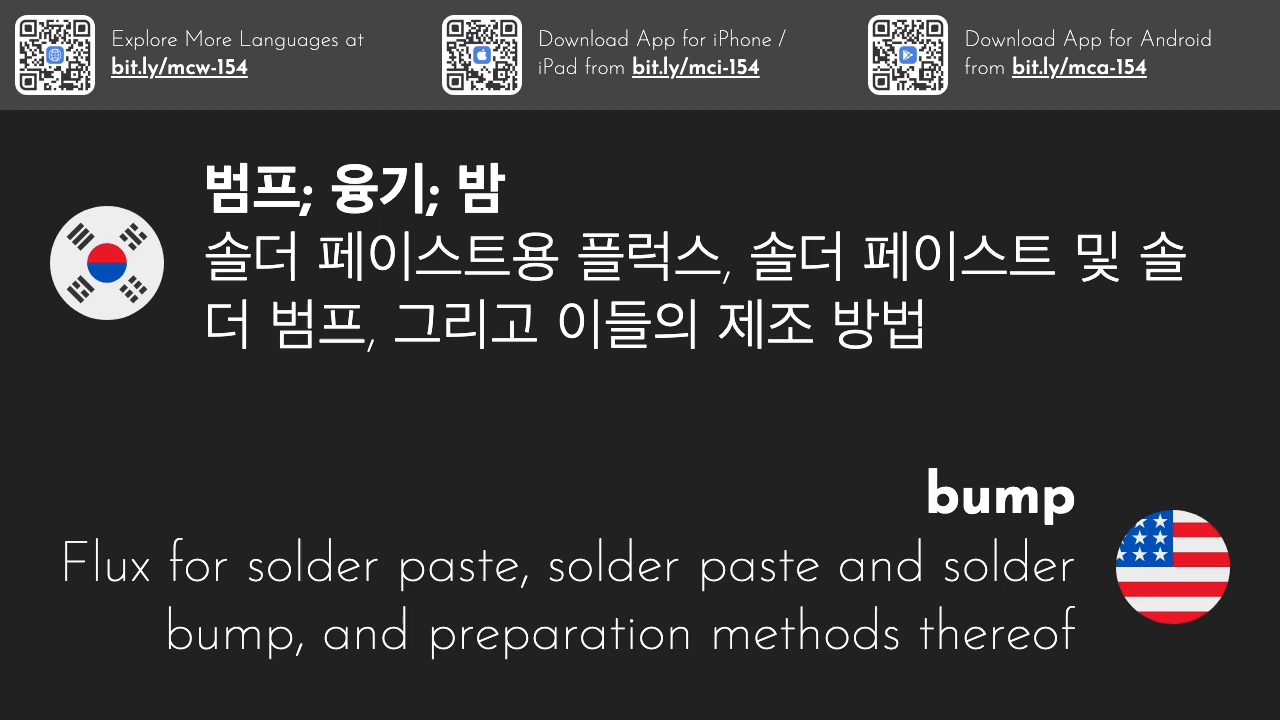 Explore More Languages at
bit.ly/mcw-154
Download App for iPhone /
iPad from bit.ly/mci-154
Download App for Android
from bit.ly/mca-154
범프; 융기; 밤
솔더 페이스트용 플럭스, 솔더 페이스트 및 솔
더 범프, 그리고 이들의 제조 방법
bump
Flux for solder paste, solder paste and solder
bump, and preparation methods thereof